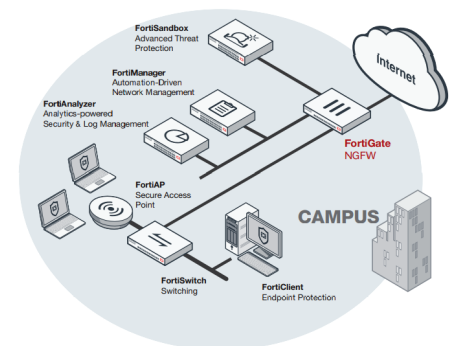 FortiSandbox
Advanced Threat
Protection
Internet
FortiManager
Automation-Driven
Network Management
FortiAnalyzer
Analytics-powered
Security & Log Management
FortiGate
NGFW
FortiAP
Secure Access
Point
CAMPUS
FortiSwitch
Switching
FortiClient
Endpoint Protection